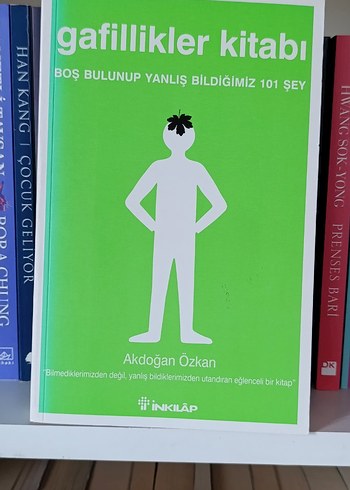 gafillikler kitabı
BOŞ BULUNUP YANLIŞ BİLDİĞİMİZ 101 ŞEY
Akdoğan Özkan
"Bilmediklerimizden değil, yanlış bildiklerimizden utandıran eğlenceli bir kitap"
İNKILÂP
HAN KANG | ÇOCUK GELİYOR
BORA CHUNG
HWANG SOK-YONG PRENSES BARİ
DK